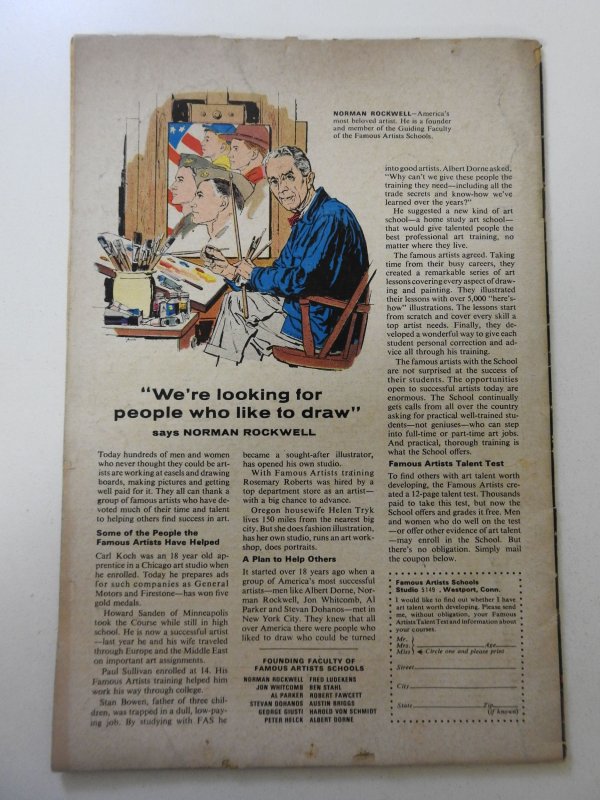 NORMAN ROCKWELL—America's
most beloved artist. He is a founder
and member of the Guiding Faculty
of the Famous Artists Schools.
"We're looking for
people who like to draw"
says NORMAN ROCKWELL
Today hundreds of men and women
who never thought they could be art-
ists are working at easels and drawing
boards, making pictures and getting
well paid for it. They all can thank a
group of famous artists who have de-
voted much of their time and talent
to helping others find success in art.
Some of the People the
Famous Artists Have Helped
Carl Koch was an 18 year old ap-
prentice in a Chicago art studio when
he enrolled. Today he prepares ads
for such companies as General
Motors and Firestone—has won five
gold medals.
Howard Sanden of Minneapolis
took the Course while still in high
school. He is now a successful artist
—last year he and his wife traveled
through Europe and the Middle East
on important art assignments.
Paul Sullivan enrolled at 14. His
Famous Artists training helped him
work his way through college.
Stan Bowen, father of three chil-
dren, was trapped in a dull, low-pay-
ing job. By studying with FAS he
became a sought-after illustrator,
has opened his own studio.
With Famous Artists training
Rosemary Roberts was hired by a
top department store as an artist—
with a big chance to advance.
Oregon housewife Helen Tryk
lives 150 miles from the nearest big
city. But she does fashion illustration,
has her own studio, runs an art work-
shop, does portraits.
A Plan to Help Others
It started over 18 years ago when a
group of America's most successful
artists—men like Albert Dorne, Nor-
man Rockwell, Jon Whitcomb, Al
Parker and Stevan Dohanos—met in
New York City. They knew that all
over America there were people who
liked to draw who could be turned
FOUNDING FACULTY OF
FAMOUS ARTISTS SCHOOLS
NORMAN ROCKWELL FRED LUDEKENS
JON WHITCOMB BEN STAHL
AL PARKER ROBERT FAWCETT
STEVAN DOHANOS AUSTIN BRIGGS
GEORGE GIUSTI HAROLD VON SCHMIDT
PETER HELCK ALBERT DORNE
into good artists. Albert Dorne asked,
"Why can't we give these people the
training they need—including all the
trade secrets and know-how we've
learned over the years?"
He suggested a new kind of art
school—a home study art school—
that would give talented people the
best professional art training, no
matter where they live.
The famous artists agreed. Taking
time from their busy careers, they
created a remarkable series of art
lessons covering every aspect of draw-
ing and painting. They illustrated
their lessons with over 5,000 "here's-
how" illustrations. The lessons start
from scratch and cover every skill a
top artist needs. Finally, they de-
veloped a wonderful way to give each
student personal correction and ad-
vice all through his training.
The famous artists with the School
are not surprised at the success of
their students. The opportunities
open to successful artists today are
enormous. The School continually
gets calls from all over the country
asking for practical well-trained stu-
dents—not geniuses—who can step
into full-time or part-time art jobs.
And practical, thorough training is
what the School offers.
Famous Artists Talent Test
To find others with art talent worth
developing, the Famous Artists cre-
ated a 12-page talent test. Thousands
paid to take this test, but now the
School offers and grades it free. Men
and women who do well on the test
—or offer other evidence of art talent
—may enroll in the School. But
there's no obligation. Simply mail
the coupon below.
Famous Artists Schools
Studio 5149 , Westport, Conn.
I would like to find out whether I have
art talent worth developing. Please send
me, without obligation, your Famous
Artists Talent Test and information about
your courses.
Mr.
Mrs. Age
Miss Circle one and please print
Street
City
State Zip
(if known)